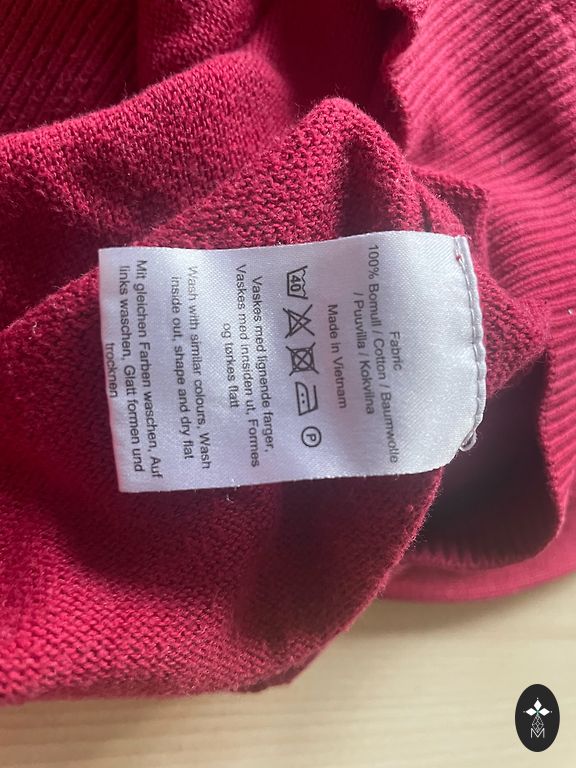 Fabric
100% Bomull / Cotton / Baumwolle
/ Puuvilla / Kokvilna
Made in Vietnam
40 P
Vaskes med lignende farger,
Vaskes med innsiden ut, Formes
og tørkes flatt
Wash with similar colours, Wash
inside out, shape and dry flat
Mit gleichen Farben waschen, Auf
links waschen, Glatt formen und
trocknen
M